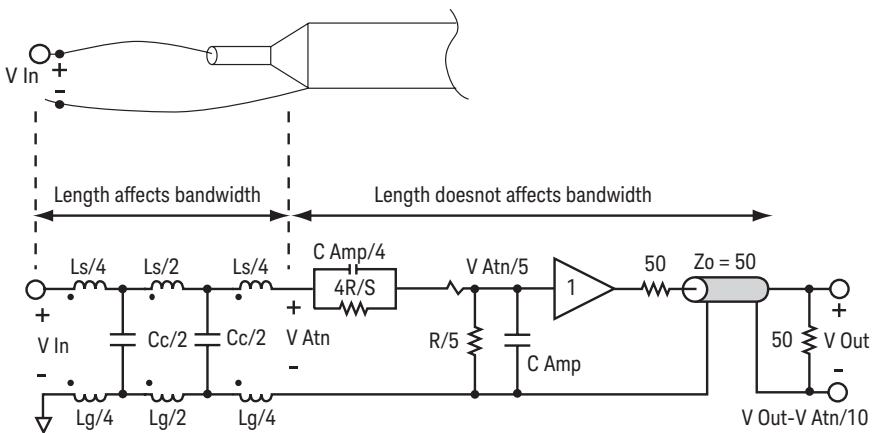 V In
+
-
Length affects bandwidth
Length doesnot affects bandwidth
C Amp/4
4R/S
Ls/4
Ls/2
Ls/4
V Atn/5
1
50
Zo = 50
+
V In
-
Cc/2
Cc/2
+
V Atn
-
R/5
C Amp
50
+
V Out
-
Lg/4
Lg/2
Lg/4
V Out-V Atn/10